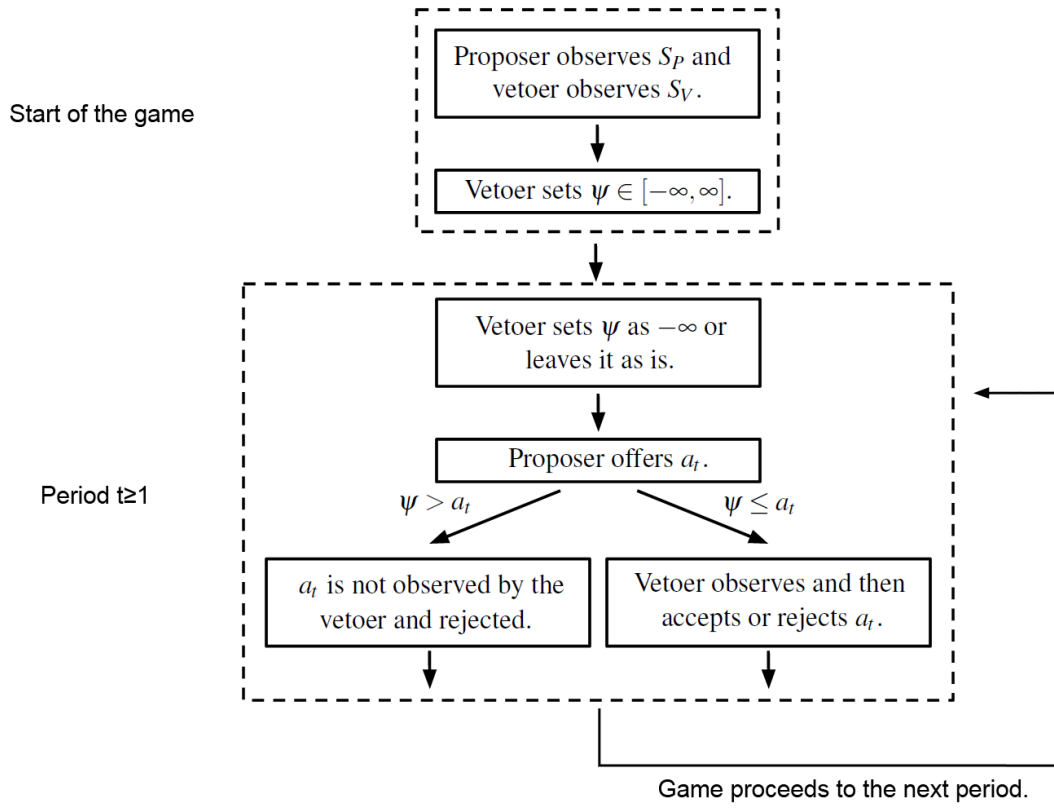 Proposer observes S_P and
vetoer observes S_V.
Start of the game
Vetoer sets ψ ∈ [−∞, ∞].
Vetoer sets ψ as −∞ or
leaves it as is.
Proposer offers a_t.
Period t≥1
ψ > a_t
ψ ≤ a_t
a_t is not observed by the
vetoer and rejected.
Vetoer observes and then
accepts or rejects a_t.
Game proceeds to the next period.